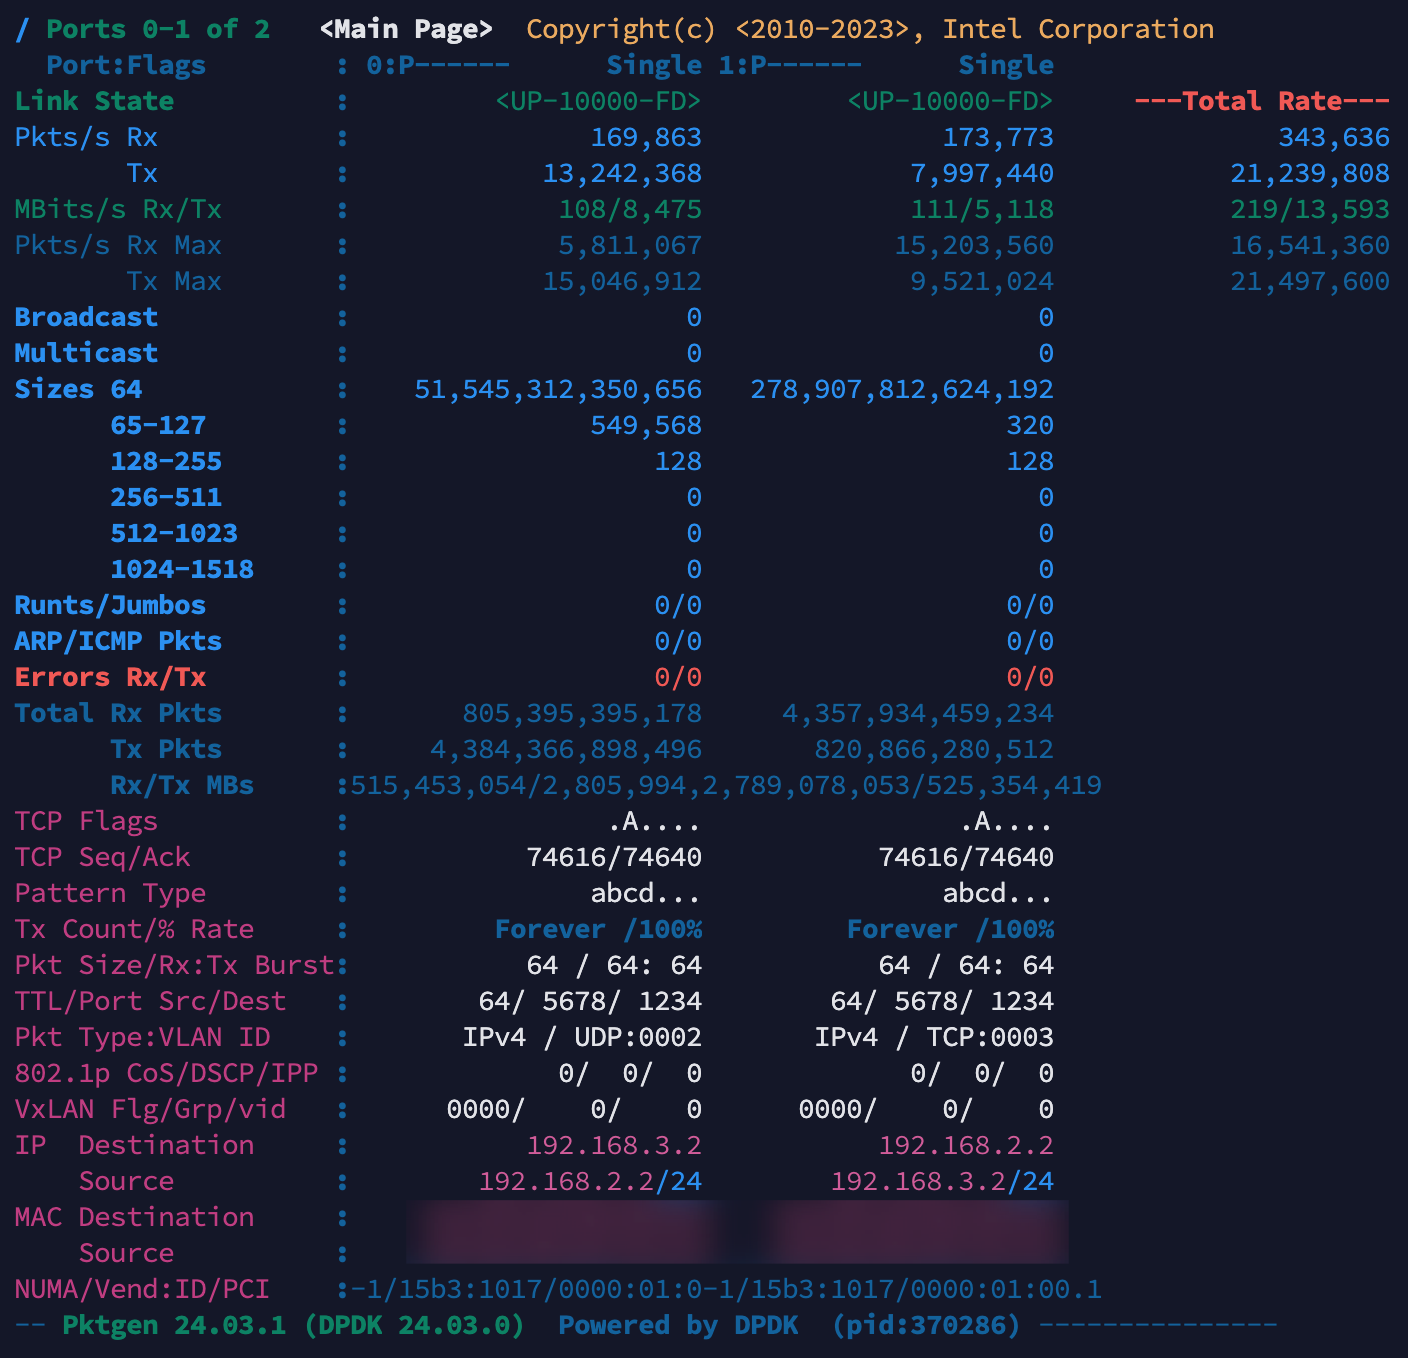 / Ports 0-1 of 2   <Main Page>  Copyright(c) <2010-2023>, Intel Corporation
  Port:Flags        : 0:P------      Single 1:P------      Single
Link State          :         <UP-10000-FD>         <UP-10000-FD>     ---Total Rate---
Pkts/s Rx           :               169,863               173,773              343,636
       Tx           :            13,242,368             7,997,440           21,239,808
MBits/s Rx/Tx       :             108/8,475             111/5,118           219/13,593
Pkts/s Rx Max       :             5,811,067            15,203,560           16,541,360
       Tx Max       :            15,046,912             9,521,024           21,497,600
Broadcast           :                     0                     0
Multicast           :                     0                     0
Sizes 64            :    51,545,312,350,656   278,907,812,624,192
      65-127        :               549,568                   320
      128-255       :                   128                   128
      256-511       :                     0                     0
      512-1023      :                     0                     0
      1024-1518     :                     0                     0
Runts/Jumbos        :                   0/0                   0/0
ARP/ICMP Pkts       :                   0/0                   0/0
Errors Rx/Tx        :                   0/0                   0/0
Total Rx Pkts       :       805,395,395,178     4,357,934,459,234
      Tx Pkts       :     4,384,366,898,496       820,866,280,512
      Rx/Tx MBs     :515,453,054/2,805,994,2,789,078,053/525,354,419
TCP Flags           :                .A....                .A....
TCP Seq/Ack         :           74616/74640           74616/74640
Pattern Type        :               abcd...               abcd...
Tx Count/% Rate     :         Forever /100%         Forever /100%
Pkt Size/Rx:Tx Burst:           64 / 64: 64           64 / 64: 64
TTL/Port Src/Dest   :        64/ 5678/ 1234        64/ 5678/ 1234
Pkt Type:VLAN ID    :       IPv4 / UDP:0002       IPv4 / TCP:0003
802.1p CoS/DSCP/IPP :             0/  0/  0             0/  0/  0
VxLAN Flg/Grp/vid   :      0000/    0/    0      0000/    0/    0
IP  Destination     :           192.168.3.2           192.168.2.2
    Source          :        192.168.2.2/24        192.168.3.2/24
MAC Destination     :
    Source          :
NUMA/Vend:ID/PCI    :-1/15b3:1017/0000:01:0-1/15b3:1017/0000:01:00.1
-- Pktgen 24.03.1 (DPDK 24.03.0)  Powered by DPDK  (pid:370286) ---------------